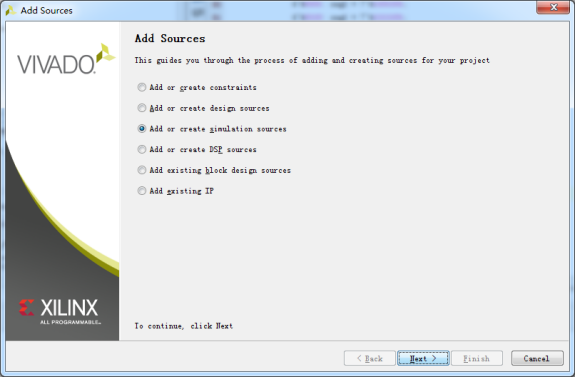 Add Sources
VIVADO.
Add Sources
This guides you through the process of adding and creating sources for your project
Add or create constraints
Add or create design sources
Add or create simulation sources
Add or create DSP sources
Add existing block design sources
Add existing IP
XILINX
ALL PROGRAMMABLE.
To continue, click Next
< Back
Next >
Finish
Cancel